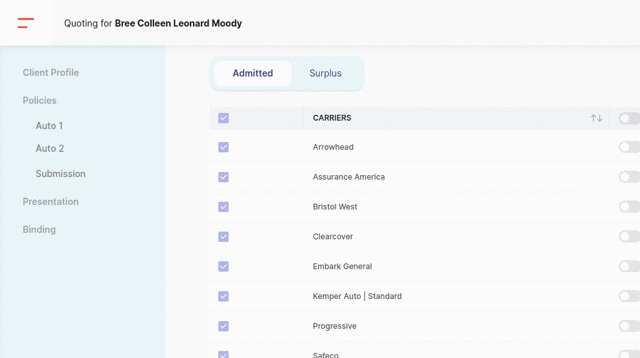 Quoting for Bree Colleen Leonard Moody
Client Profile
Policies
Auto 1
Auto 2
Submission
Presentation
Binding
Admitted
Surplus
CARRIERS
Arrowhead
Assurance America
Bristol West
Clearcover
Embark General
Kemper Auto | Standard
Progressive
Safeco